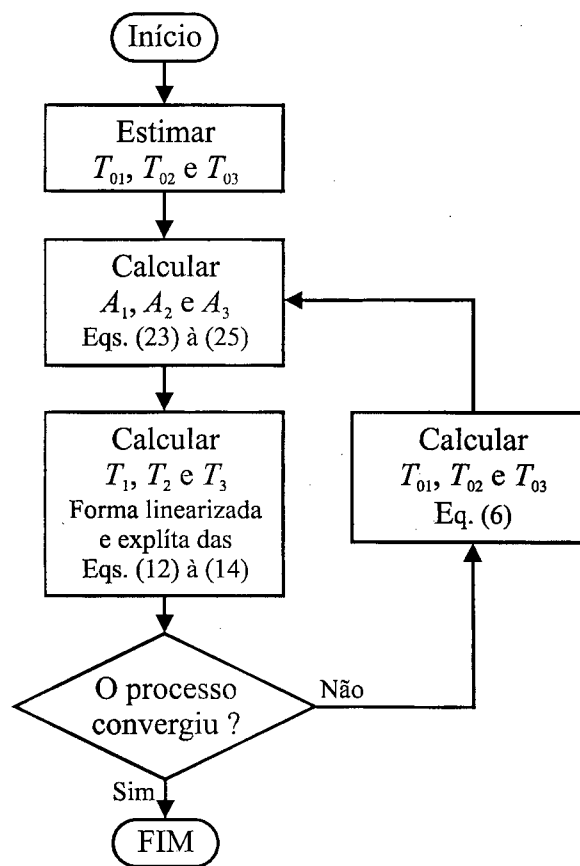 Início
Estimar
T₀₁, T₀₂ e T₀₃
Calcular
A₁, A₂ e A₃
Eqs. (23) à (25)
Calcular
T₁, T₂ e T₃
Forma linearizada
e explíta das
Eqs. (12) à (14)
Calcular
T₀₁, T₀₂ e T₀₃
Eq. (6)
O processo
convergiu ?
Não
Sim
FIM